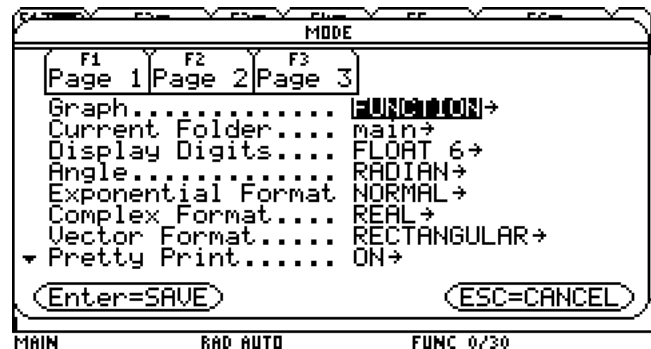 MODE
F1 F2 F3
Page 1 Page 2 Page 3
Graph.............. FUNCTION→
Current Folder.... main→
Display Digits.... FLOAT 6→
Angle.............. RADIAN→
Exponential Format NORMAL→
Complex Format.... REAL→
Vector Format..... RECTANGULAR→
▾ Pretty Print...... ON→
Enter=SAVE ESC=CANCEL
MAIN RAD AUTO FUNC 0/30